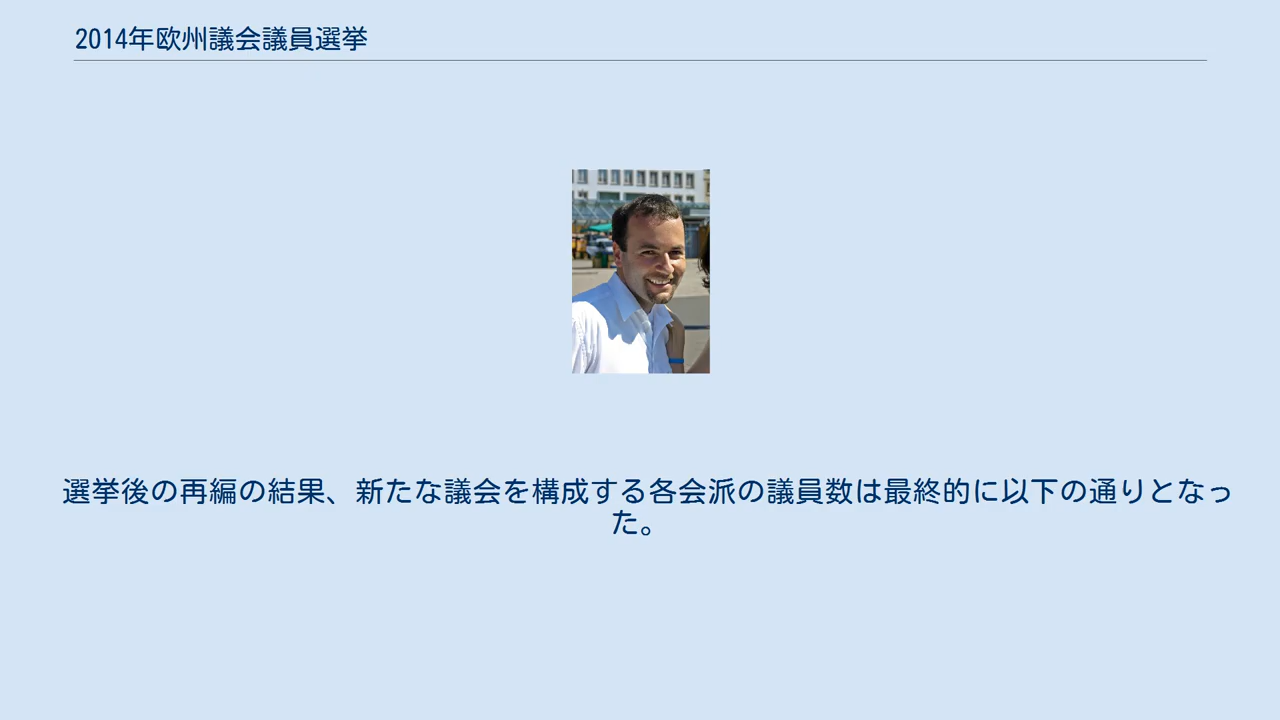 2014年欧州議会議員選挙
選挙後の再編の結果、新たな議会を構成する各会派の議員数は最終的に以下の通りとなっ
た。